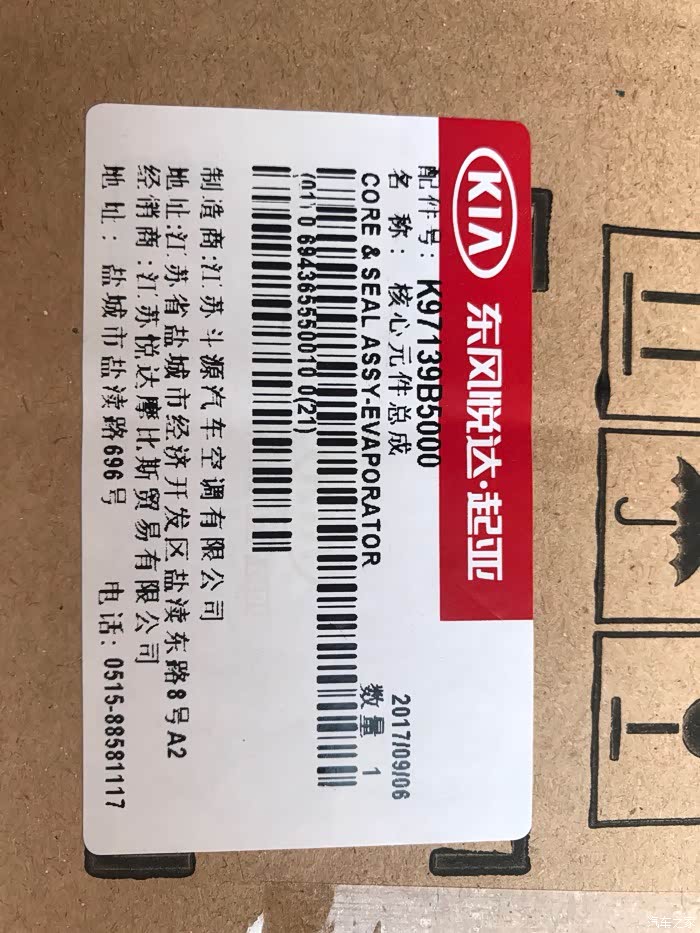 KIA 东风悦达·起亚
配件号： K97139B5000
名 称： 核心元件总成 2017/09/06
CORE & SEAL ASSY-EVAPORATOR 数量 1
(01) 0 6943655500100(21)
制造商:江苏斗源汽车空调有限公司
地址:江苏省盐城市经济开发区盐渎东路8号A2
经销商:江苏悦达摩比斯贸易有限公司
地 址: 盐城市盐渎路696号 电话: 0515-88581117
汽车之家